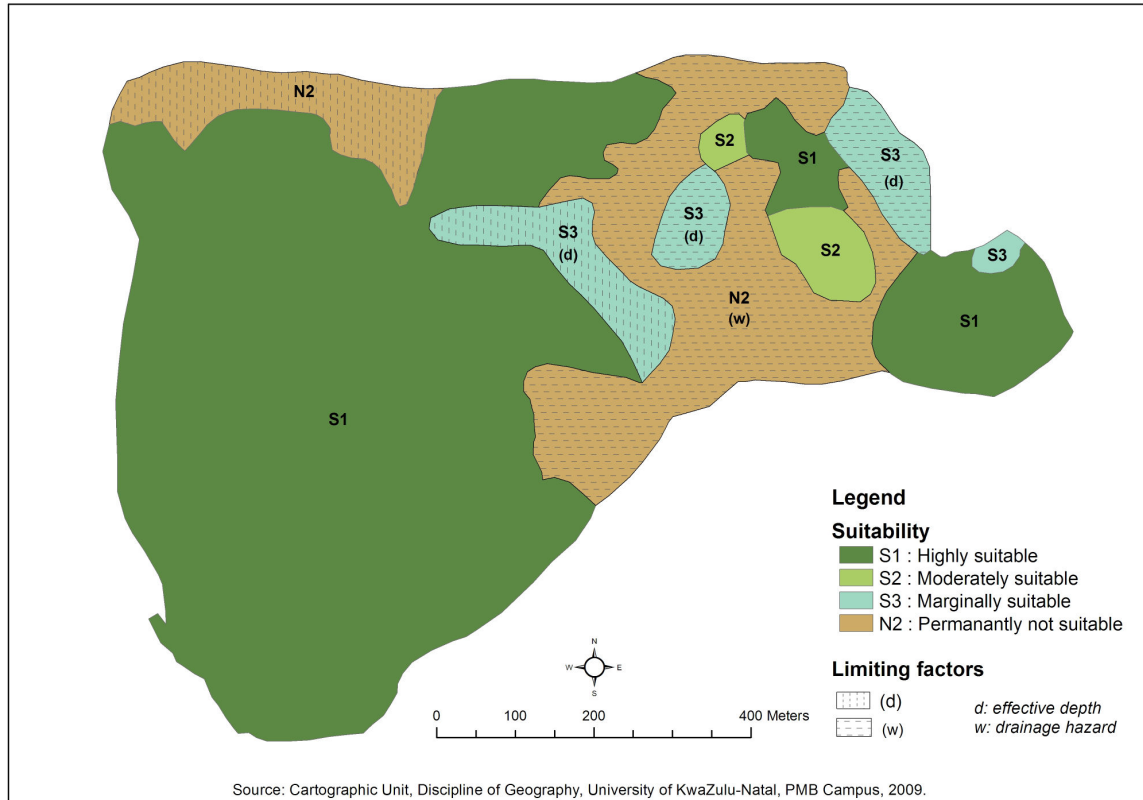 N2
S2
S1
S3
(d)
S3
(d)
S3
(d)
S2
S3
N2
(w)
S1
S1
Legend
Suitability
S1 : Highly suitable
S2 : Moderately suitable
S3 : Marginally suitable
N2 : Permanantly not suitable
Limiting factors
(d)
(w)
d: effective depth
w: drainage hazard
N
W E
S
0 100 200 400 Meters
Source: Cartographic Unit, Discipline of Geography, University of KwaZulu-Natal, PMB Campus, 2009.